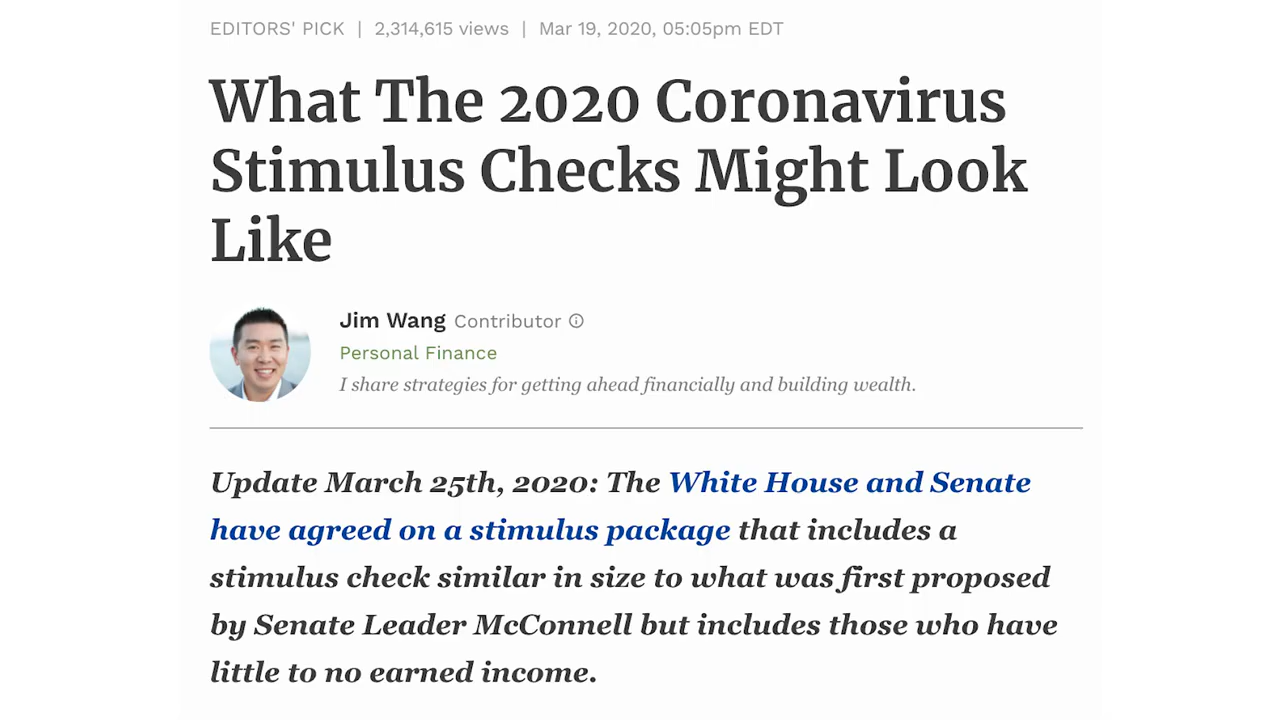 EDITORS' PICK | 2,314,615 views | Mar 19, 2020, 05:05pm EDT
What The 2020 Coronavirus
Stimulus Checks Might Look
Like
Jim Wang Contributor
Personal Finance
I share strategies for getting ahead financially and building wealth.
Update March 25th, 2020: The White House and Senate
have agreed on a stimulus package that includes a
stimulus check similar in size to what was first proposed
by Senate Leader McConnell but includes those who have
little to no earned income.